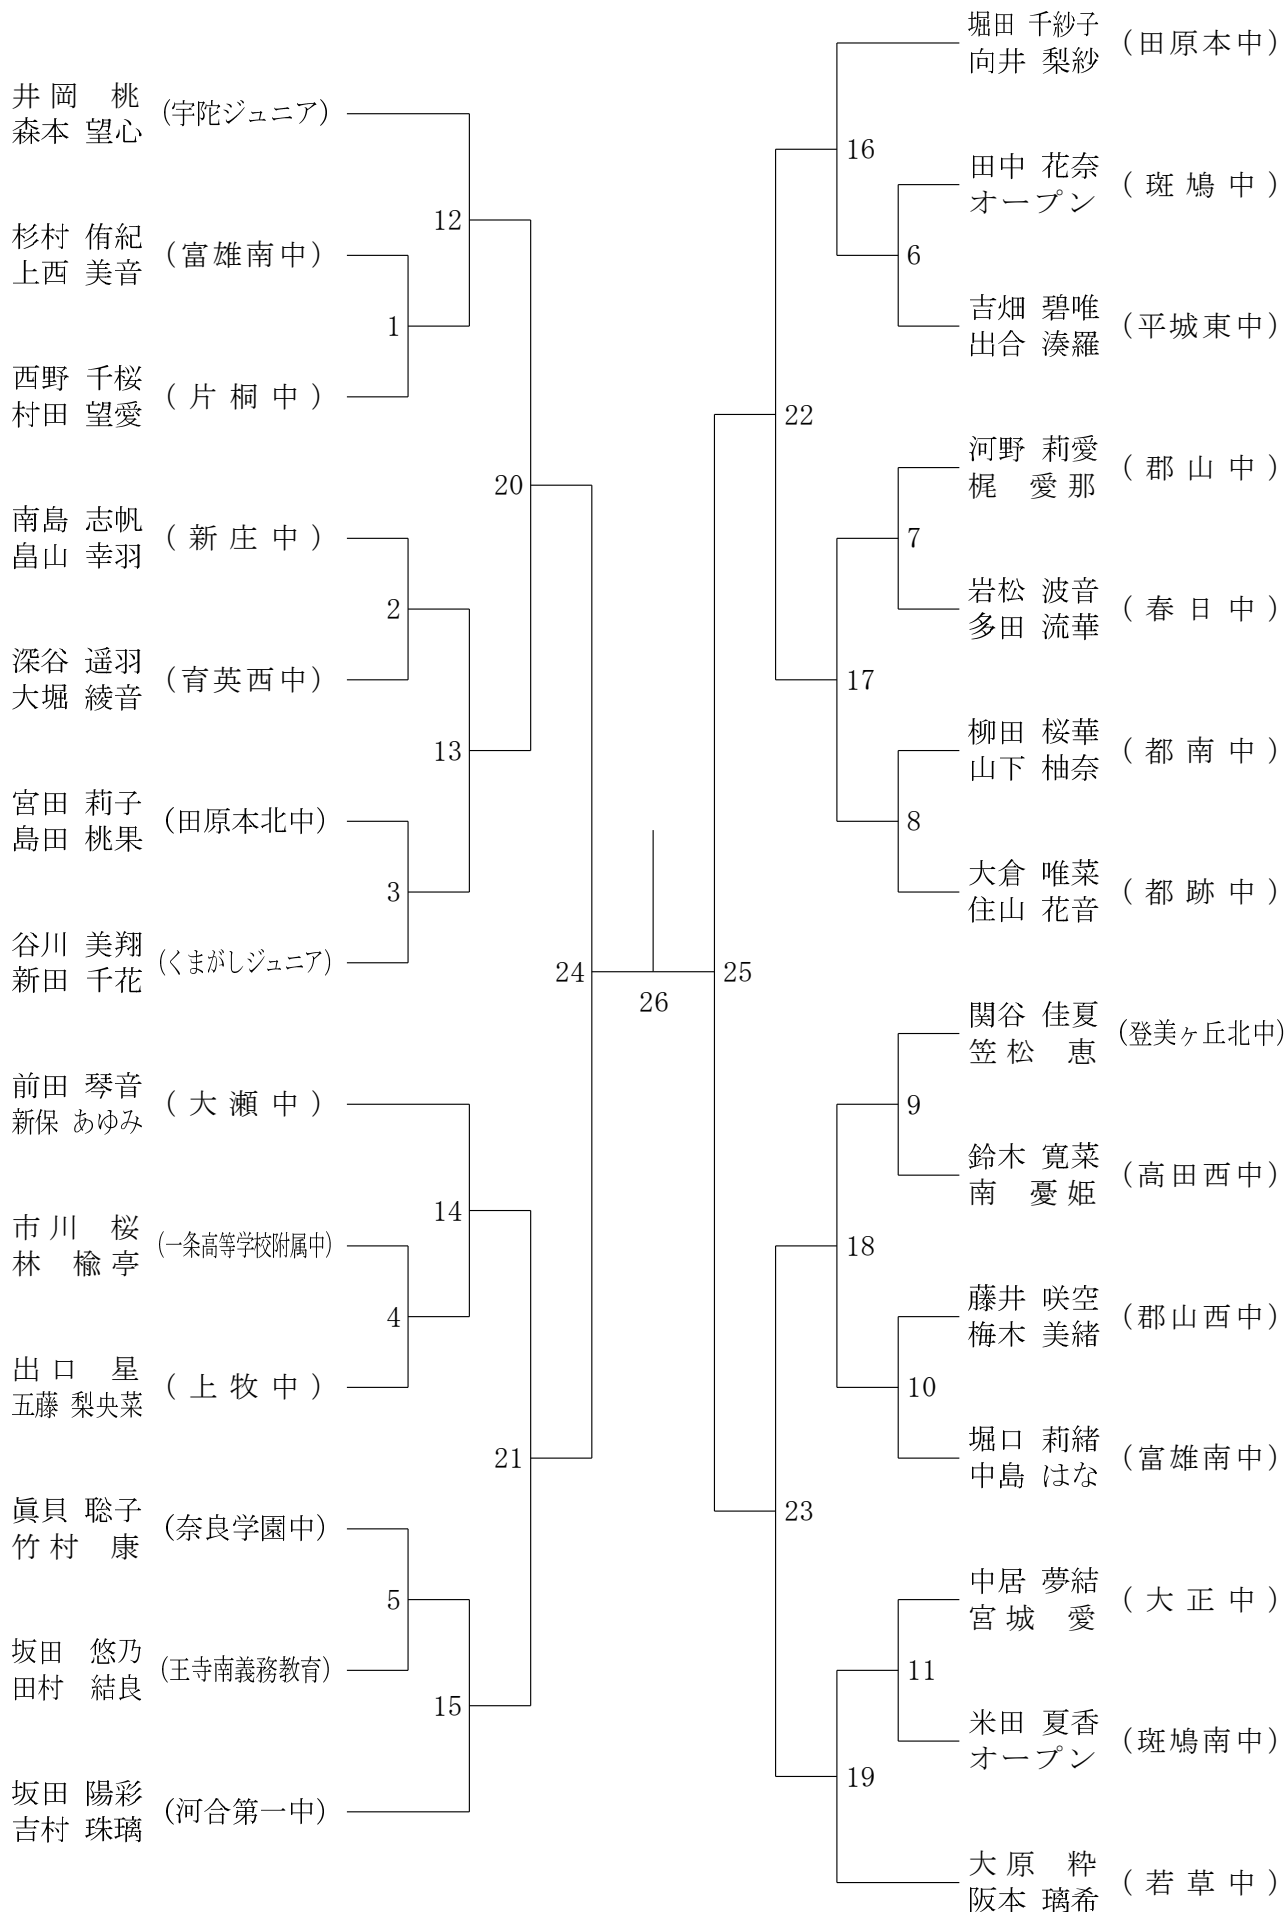 井岡 桃
森本 望心
(宇陀ジュニア)
12
杉村 侑紀
上西 美音
(富雄南中)
1
西野 千桜
村田 望愛
(片桐中)
20
南島 志帆
畠山 幸羽
(新庄中)
2
深谷 遥羽
大堀 綾音
(育英西中)
13
宮田 莉子
島田 桃果
(田原本北中)
3
谷川 美翔
新田 千花
(くまがしジュニア)
24
前田 琴音
新保 あゆみ
(大瀬中)
14
市川 桜
林 楡亭
(一条高等学校附属中)
4
出口 星
五藤 梨央菜
(上牧中)
21
眞貝 聡子
竹村 康
(奈良学園中)
5
坂田 悠乃
田村 結良
(王寺南義務教育)
15
坂田 陽彩
吉村 珠璃
(河合第一中)
26
堀田 千紗子
向井 梨紗
(田原本中)
16
田中 花奈
オープン
(斑鳩中)
6
吉畑 碧唯
出合 湊羅
(平城東中)
22
河野 莉愛
梶 愛那
(郡山中)
7
岩松 波音
多田 流華
(春日中)
17
柳田 桜華
山下 柚奈
(都南中)
8
大倉 唯菜
住山 花音
(都跡中)
25
関谷 佳夏
笠松 恵
(登美ヶ丘北中)
9
鈴木 寛菜
南 憂姫
(高田西中)
18
藤井 咲空
梅木 美緒
(郡山西中)
10
堀口 莉緒
中島 はな
(富雄南中)
23
中居 夢結
宮城 愛
(大正中)
11
米田 夏香
オープン
(斑鳩南中)
19
大原 粋
阪本 璃希
(若草中)